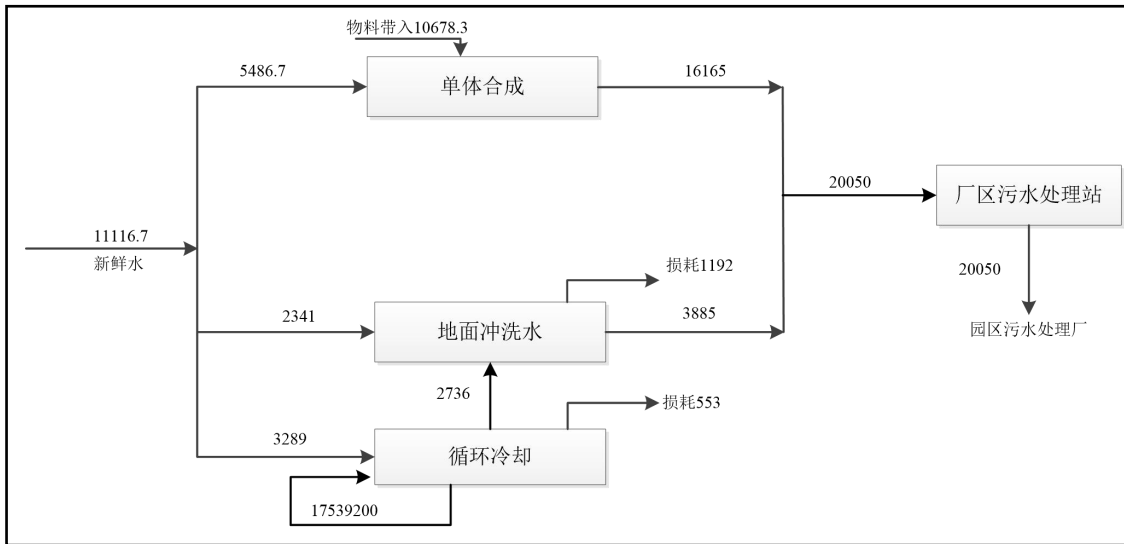 物料带入10678.3
5486.7
单体合成
16165
20050
厂区污水处理站
11116.7
新鲜水
20050
损耗1192
2341
地面冲洗水
3885
园区污水处理厂
2736
损耗553
3289
循环冷却
17539200